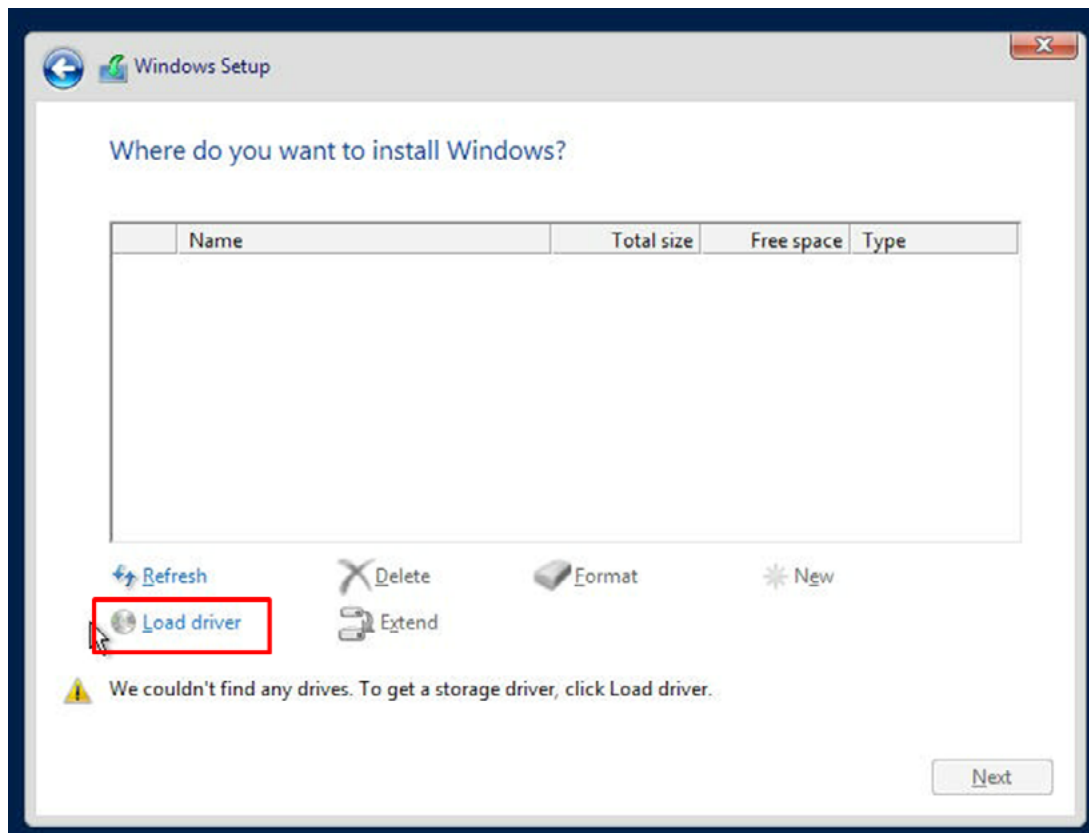 Windows Setup
Where do you want to install Windows?
Name Total size Free space Type
Refresh Delete Format New
Load driver Extend
We couldn't find any drives. To get a storage driver, click Load driver.
Next